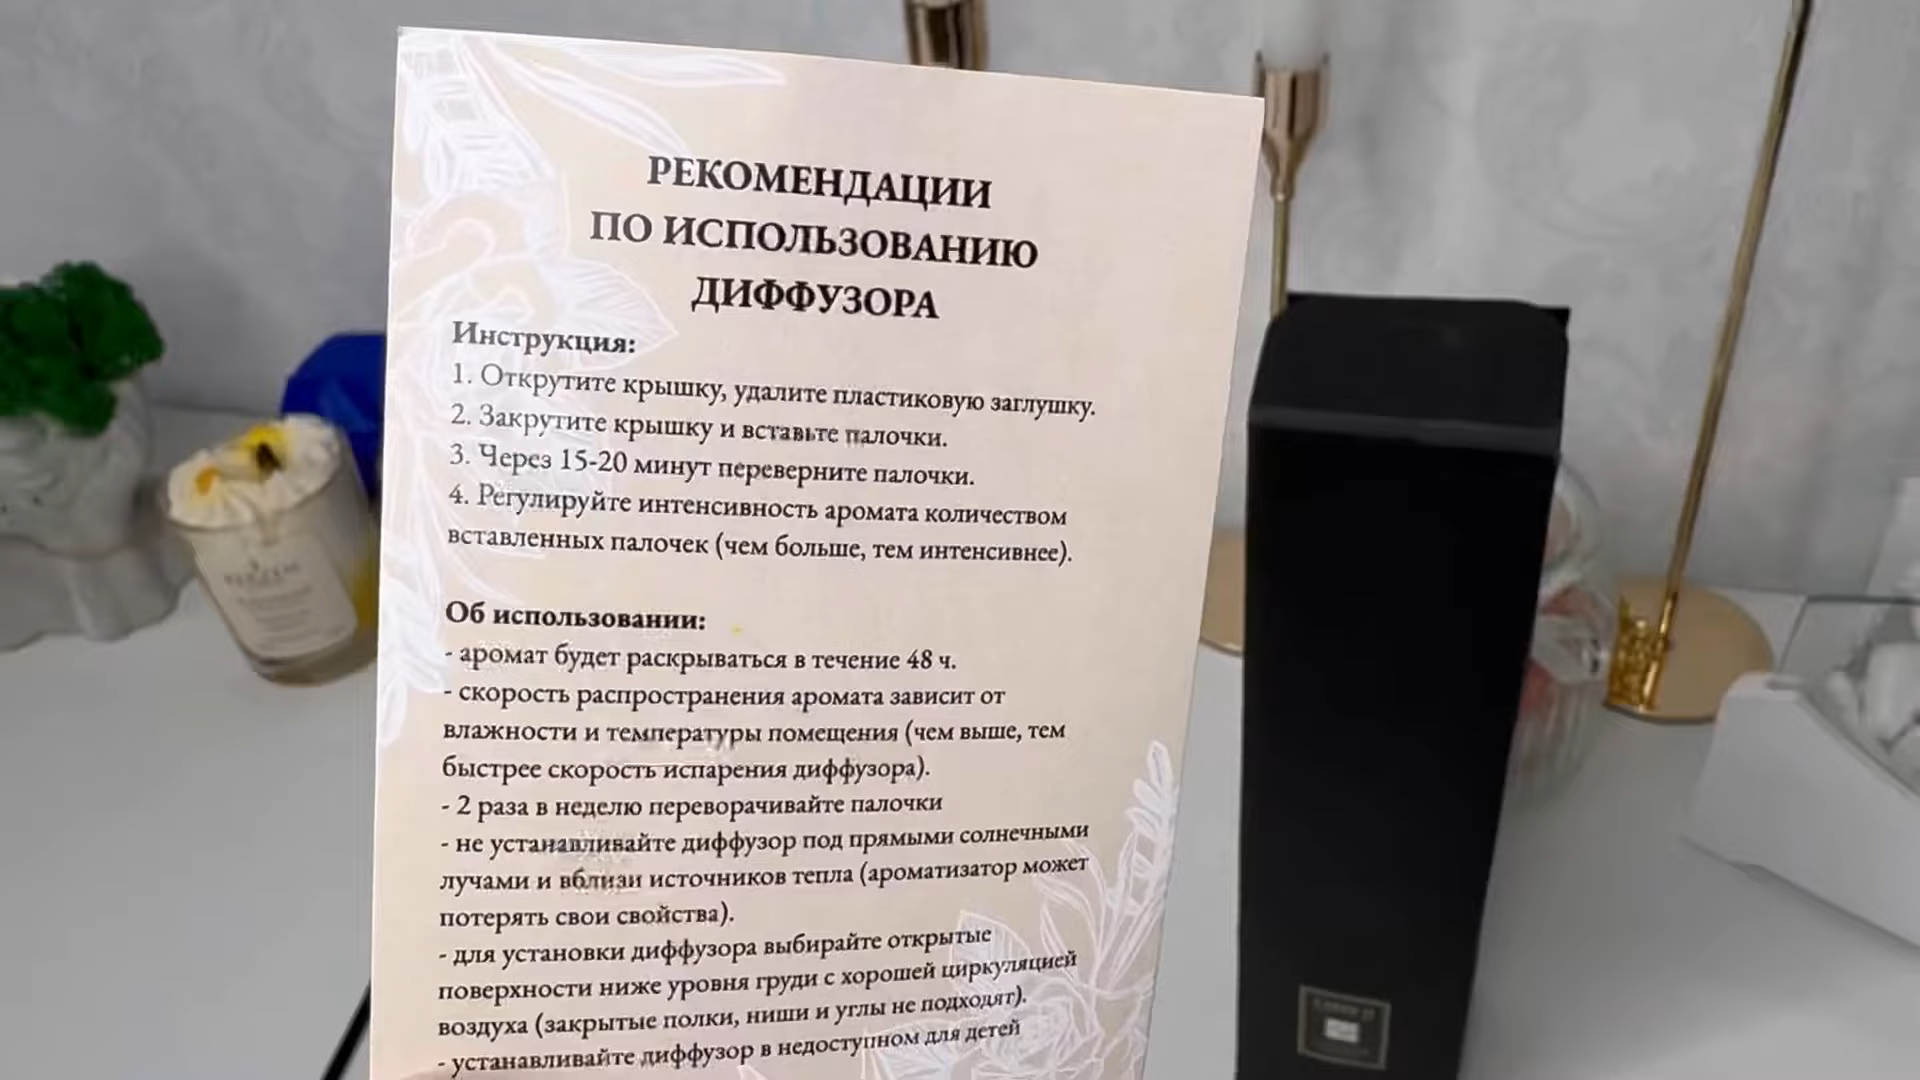 РЕКОМЕНДАЦИИ
ПО ИСПОЛЬЗОВАНИЮ
ДИФФУЗОРА
Инструкция:
1. Открутите крышку, удалите пластиковую заглушку.
2. Закрутите крышку и вставьте палочки.
3. Через 15-20 минут переверните палочки.
4. Регулируйте интенсивность аромата количеством
вставленных палочек (чем больше, тем интенсивнее).
Об использовании:
- аромат будет раскрываться в течение 48 ч.
- скорость распространения аромата зависит от
влажности и температуры помещения (чем выше, тем
быстрее скорость испарения диффузора).
- 2 раза в неделю переворачивайте палочки
- не устанавливайте диффузор под прямыми солнечными
лучами и вблизи источников тепла (ароматизатор может
потерять свои свойства).
- для установки диффузора выбирайте открытые
поверхности ниже уровня груди с хорошей циркуляцией
воздуха (закрытые полки, ниши и углы не подходят).
- устанавливайте диффузор в недоступном для детей